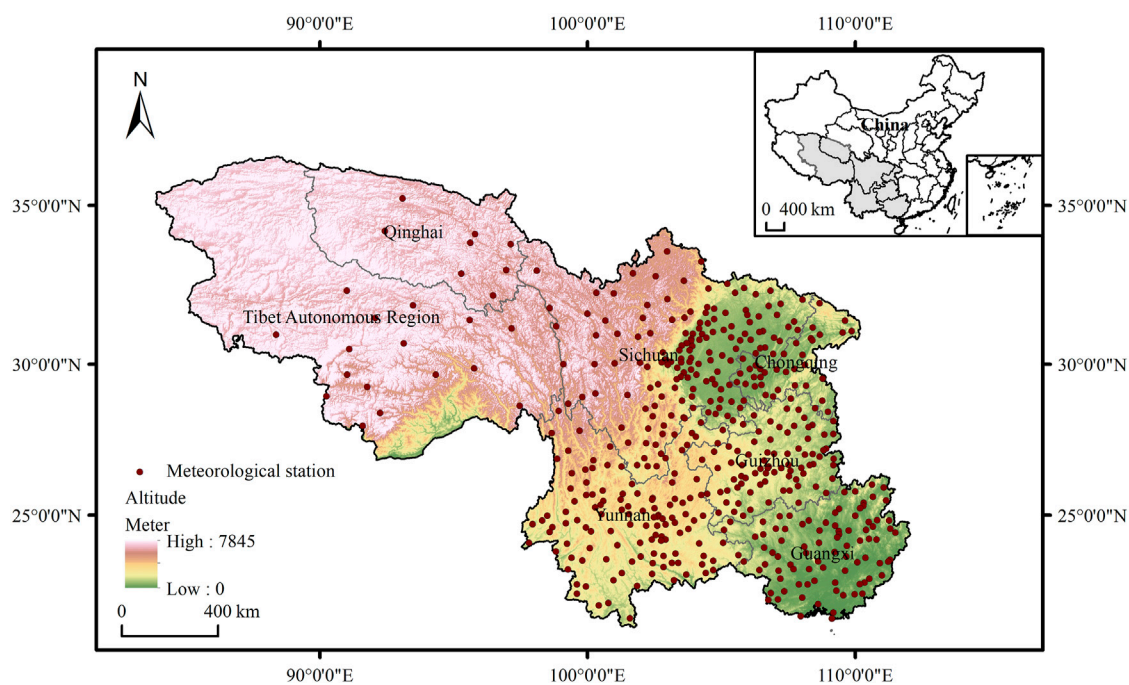 90°0'0"E 100°0'0"E 110°0'0"E
N
China
0 400 km
35°0'0"N 35°0'0"N
Qinghai
Tibet Autonomous Region
Sichuan
Chongqing
30°0'0"N 30°0'0"N
Guizhou
Meteorological station
Altitude
Meter
High : 7845
Low : 0
25°0'0"N 25°0'0"N
Yunnan
Guangxi
0 400 km
90°0'0"E 100°0'0"E 110°0'0"E